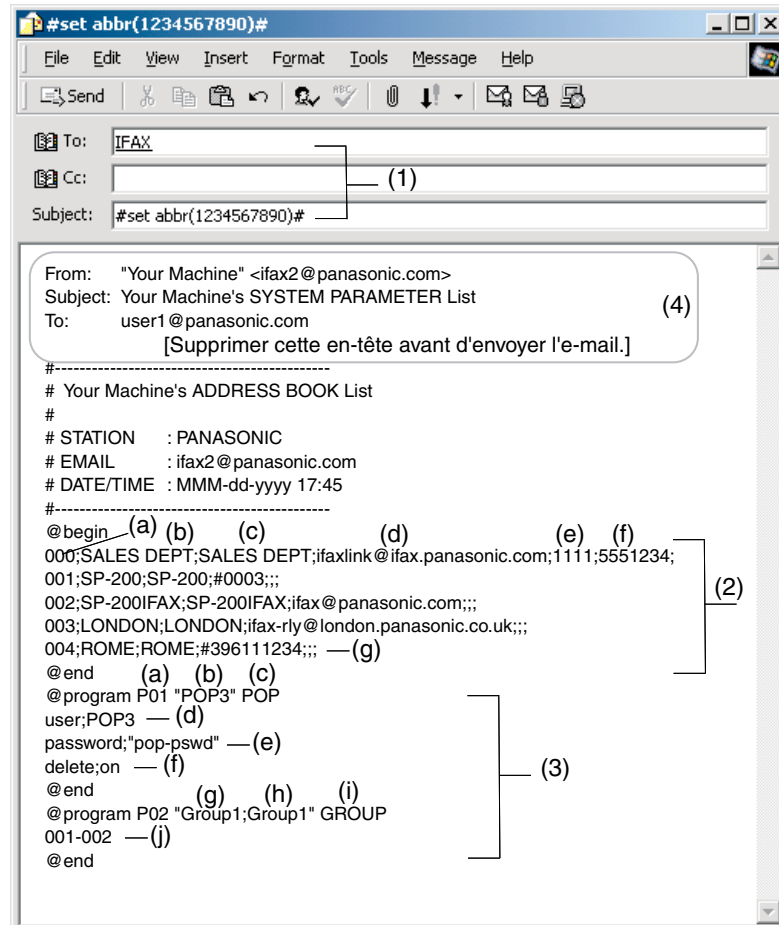 #set abbr(1234567890)#
File Edit View Insert Format Tools Message Help
Send
To: IFAX
Cc:
(1)
Subject: #set abbr(1234567890)#
From: "Your Machine" <ifax2@panasonic.com>
Subject: Your Machine's SYSTEM PARAMETER List
(4)
To: user1@panasonic.com
[Supprimer cette en-tête avant d'envoyer l'e-mail.]
#--------------------------------------------
# Your Machine's ADDRESS BOOK List
#
# STATION : PANASONIC
# EMAIL : ifax2@panasonic.com
# DATE/TIME : MMM-dd-yyyy 17:45
#--------------------------------------------
@begin (a) (b) (c) (d) (e) (f)
000;SALES DEPT;SALES DEPT;ifaxlink@ifax.panasonic.com;1111;5551234;
001;SP-200;SP-200;#0003;;;
(2)
002;SP-200IFAX;SP-200IFAX;ifax@panasonic.com;;;
003;LONDON;LONDON;ifax-rly@london.panasonic.co.uk;;;
004;ROME;ROME;#396111234;;; (g)
@end (a) (b) (c)
@program P01 "POP3" POP
user;POP3 (d)
password;"pop-pswd" (e)
delete;on (f)
(3)
@end (g) (h) (i)
@program P02 "Group1;Group1" GROUP
001-002 (j)
@end